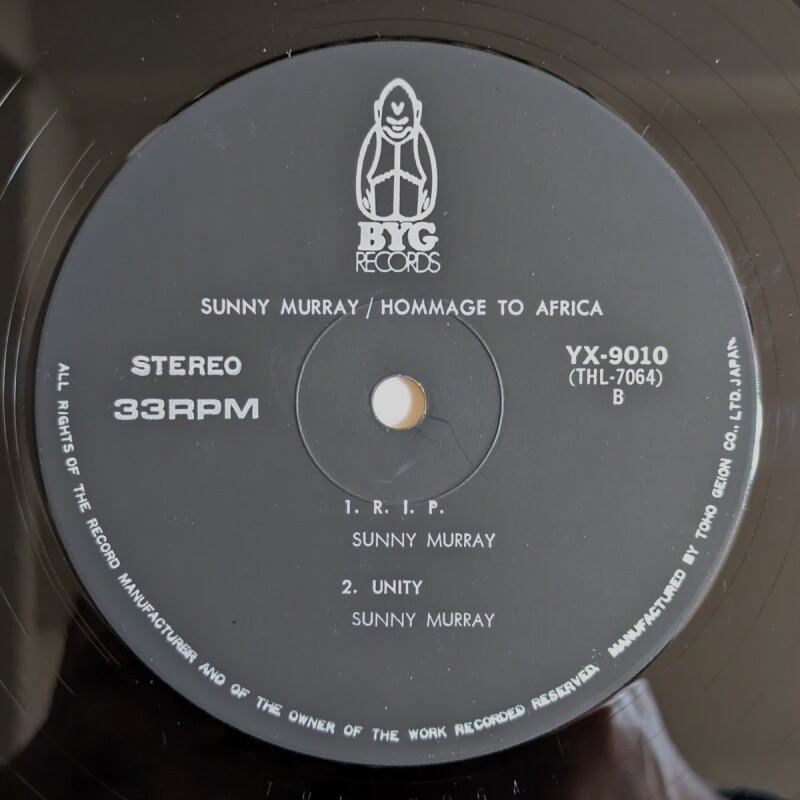 BYG
RECORDS
SUNNY MURRAY / HOMMAGE TO AFRICA
STEREO
33RPM
YX-9010
(THL-7064)
B
1. R. I. P.
SUNNY MURRAY
2. UNITY
SUNNY MURRAY
ALL RIGHTS OF THE RECORD MANUFACTURER AND OF THE OWNER OF THE WORK RECORDED RESERVED. MANUFACTURED BY TOHO GEION CO., LTD. JAPAN